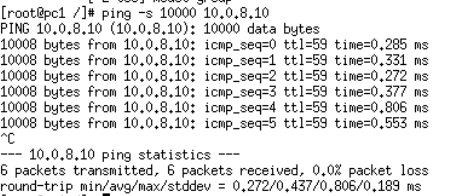 [root@pc1 /]# ping -s 10000 10.0.8.10
PING 10.0.8.10 (10.0.8.10): 10000 data bytes
10008 bytes from 10.0.8.10: icmp_seq=0 ttl=59 time=0.285 ms
10008 bytes from 10.0.8.10: icmp_seq=1 ttl=59 time=0.331 ms
10008 bytes from 10.0.8.10: icmp_seq=2 ttl=59 time=0.272 ms
10008 bytes from 10.0.8.10: icmp_seq=3 ttl=59 time=0.377 ms
10008 bytes from 10.0.8.10: icmp_seq=4 ttl=59 time=0.806 ms
10008 bytes from 10.0.8.10: icmp_seq=5 ttl=59 time=0.553 ms
^C
--- 10.0.8.10 ping statistics ---
6 packets transmitted, 6 packets received, 0.0% packet loss
round-trip min/avg/max/stddev = 0.272/0.437/0.806/0.189 ms